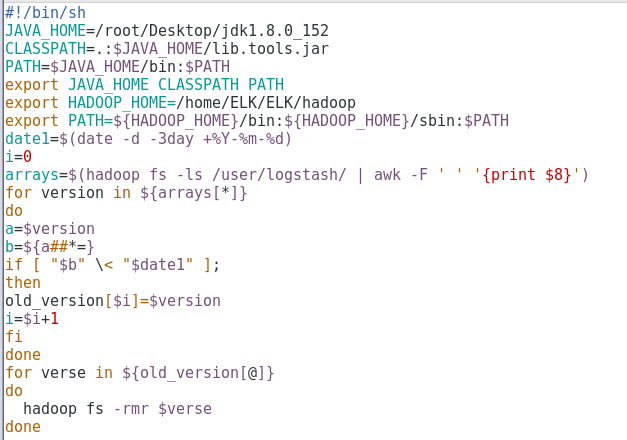 #!/bin/sh
JAVA_HOME=/root/Desktop/jdk1.8.0_152
CLASSPATH=.:$JAVA_HOME/lib.tools.jar
PATH=$JAVA_HOME/bin:$PATH
export JAVA_HOME CLASSPATH PATH
export HADOOP_HOME=/home/ELK/ELK/hadoop
export PATH=${HADOOP_HOME}/bin:${HADOOP_HOME}/sbin:$PATH
date1=$(date -d -3day +%Y-%m-%d)
i=0
arrays=$(hadoop fs -ls /user/logstash/ | awk -F ' ' '{print $8}')
for version in ${arrays[*]}
do
a=$version
b=${a##*=}
if [ "$b" \< "$date1" ];
then
old_version[$i]=$version
i=$i+1
fi
done
for verse in ${old_version[@]}
do
  hadoop fs -rmr $verse
done